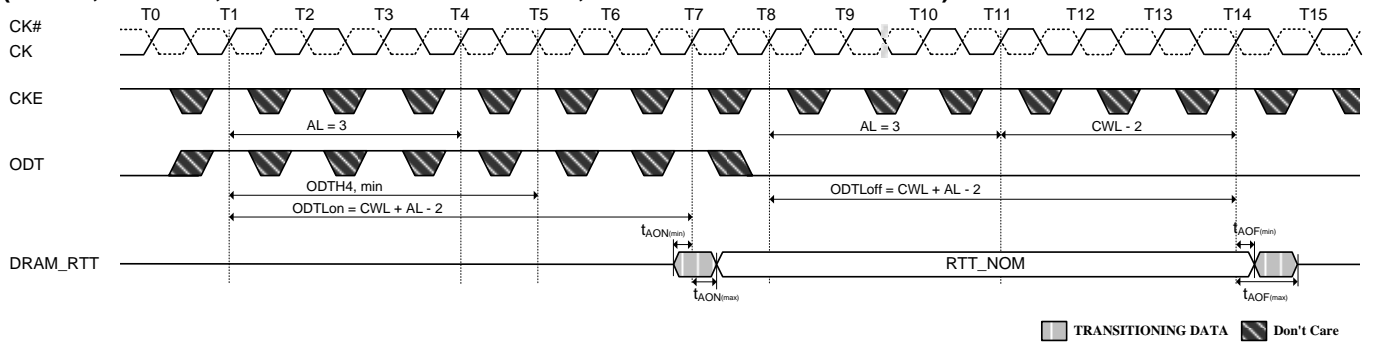 T0 T1 T2 T3 T4 T5 T6 T7 T8 T9 T10 T11 T12 T13 T14 T15
CK#
CK
CKE
AL = 3 AL = 3 CWL - 2
ODT
ODTH4, min ODTLoff = CWL + AL - 2
ODTLon = CWL + AL - 2
tAON(min) tAOF(min)
DRAM_RTT RTT_NOM
tAON(max) tAOF(max)
TRANSITIONING DATA Don't Care